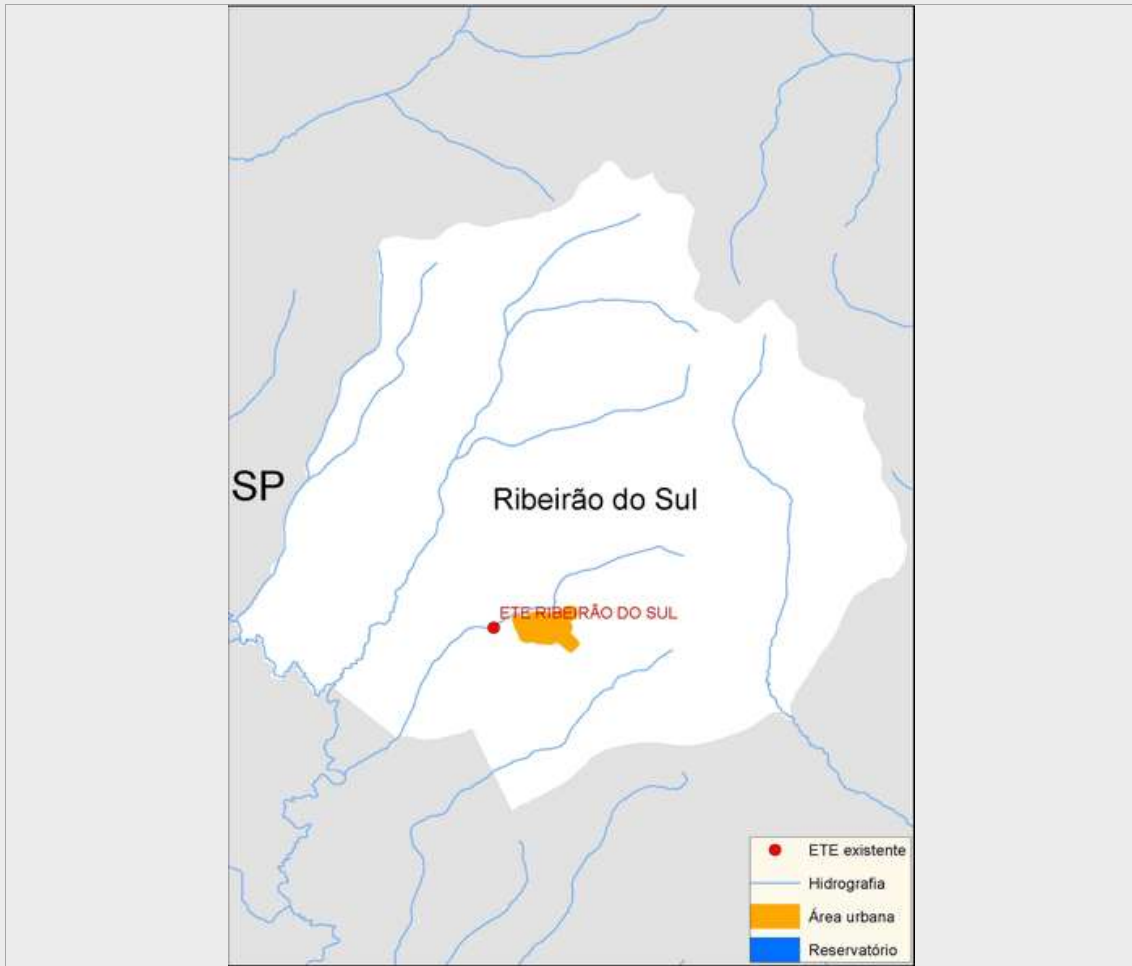 SP
Ribeirão do Sul
ETE RIBEIRÃO DO SUL
ETE existente
Hidrografia
Área urbana
Reservatório